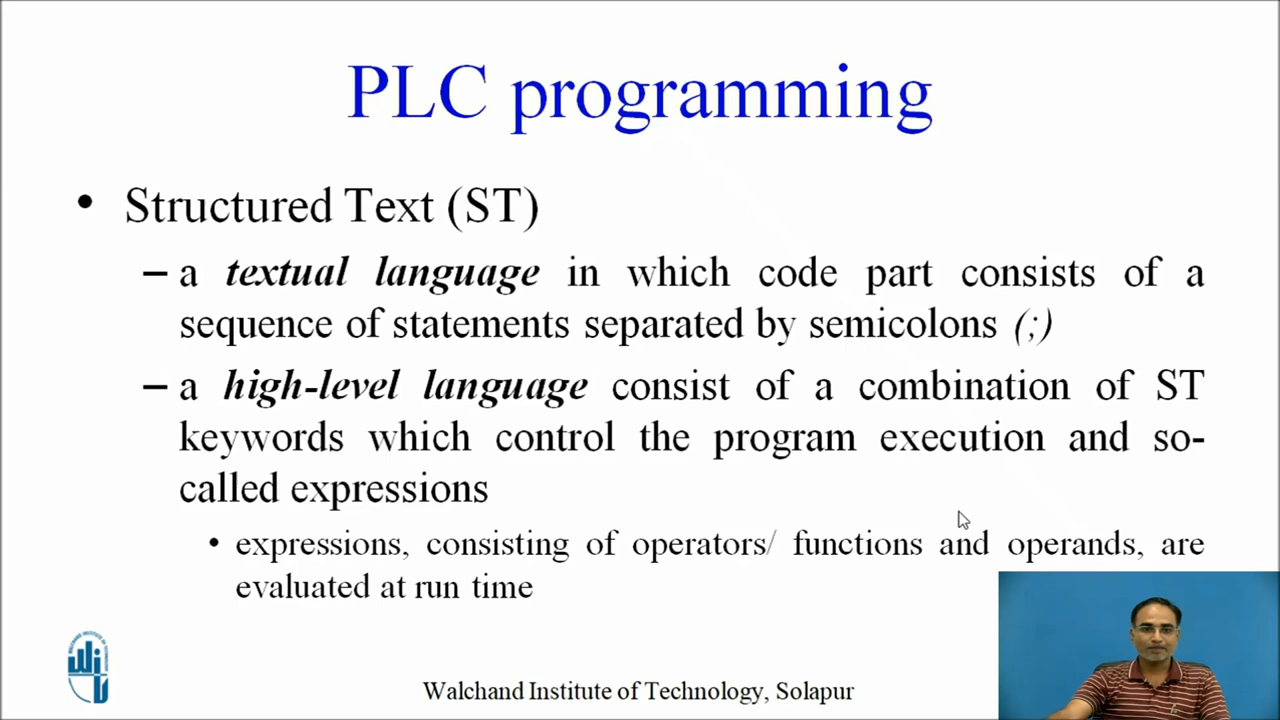 PLC programming
• Structured Text (ST)
– a textual language in which code part consists of a
sequence of statements separated by semicolons (;)
– a high-level language consist of a combination of ST
keywords which control the program execution and so-
called expressions
• expressions, consisting of operators/ functions and operands, are
evaluated at run time
Walchand Institute of Technology, Solapur